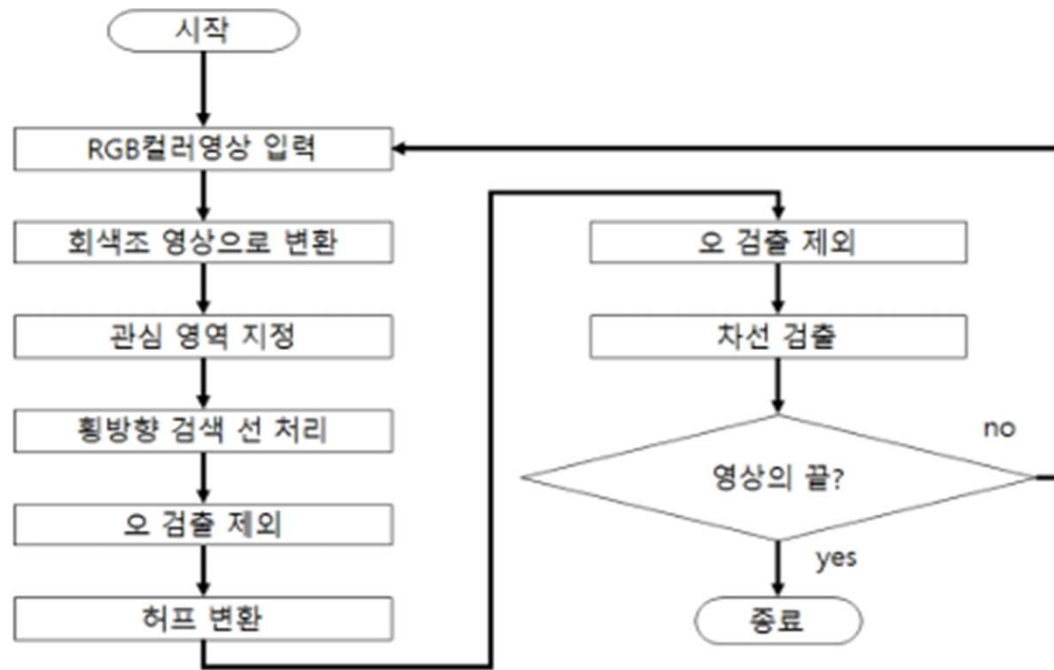 시작
RGB컬러영상 입력
회색조 영상으로 변환
관심 영역 지정
횡방향 검색 선 처리
오 검출 제외
허프 변환
오 검출 제외
차선 검출
영상의 끝?
no
yes
종료